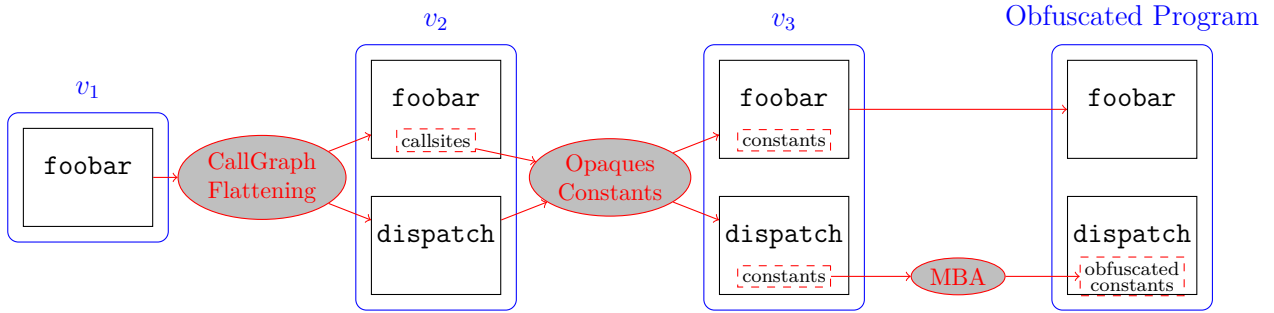 v1
foobar
CallGraph
Flattening
v2
foobar
callsites
dispatch
Opaques
Constants
v3
foobar
constants
dispatch
constants
MBA
Obfuscated Program
foobar
dispatch
obfuscated
constants